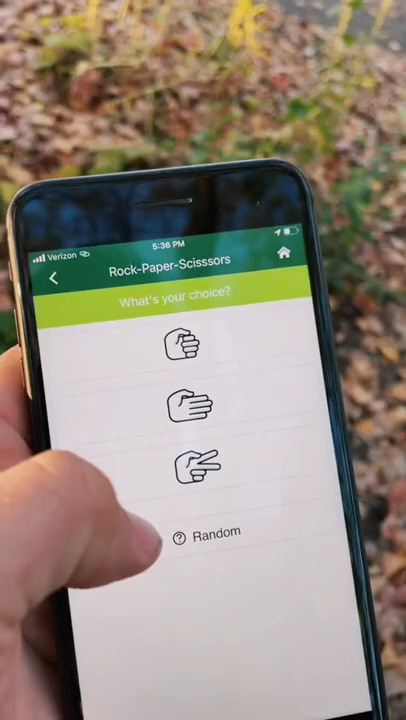 Verizon
5:36 PM
Rock-Paper-Scisssors
What's your choice?
Random